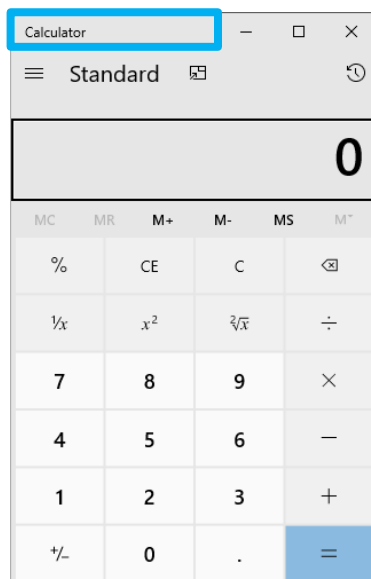 Calculator
Standard
0
MC MR M+ M- MS M˅
% CE C
¹/x x² ²√x ÷
7 8 9 ×
4 5 6 −
1 2 3 +
+/− 0 . =